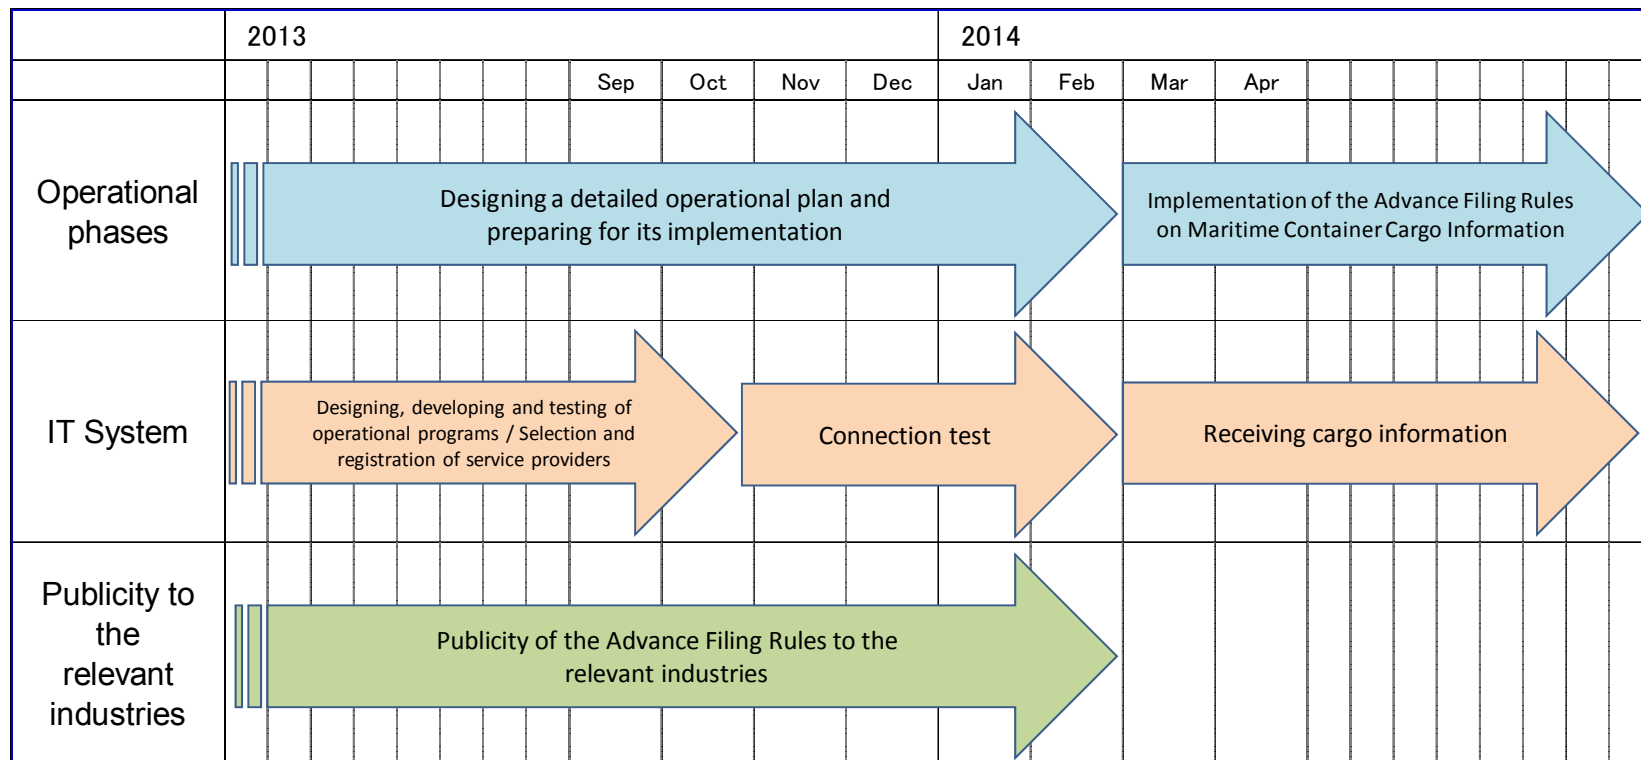 2013
2014
Sep
Oct
Nov
Dec
Jan
Feb
Mar
Apr
Operational
phases
Designing a detailed operational plan and
preparing for its implementation
Implementation of the Advance Filing Rules
on Maritime Container Cargo Information
IT System
Designing, developing and testing of
operational programs / Selection and
registration of service providers
Connection test
Receiving cargo information
Publicity to
the
relevant
industries
Publicity of the Advance Filing Rules to the
relevant industries